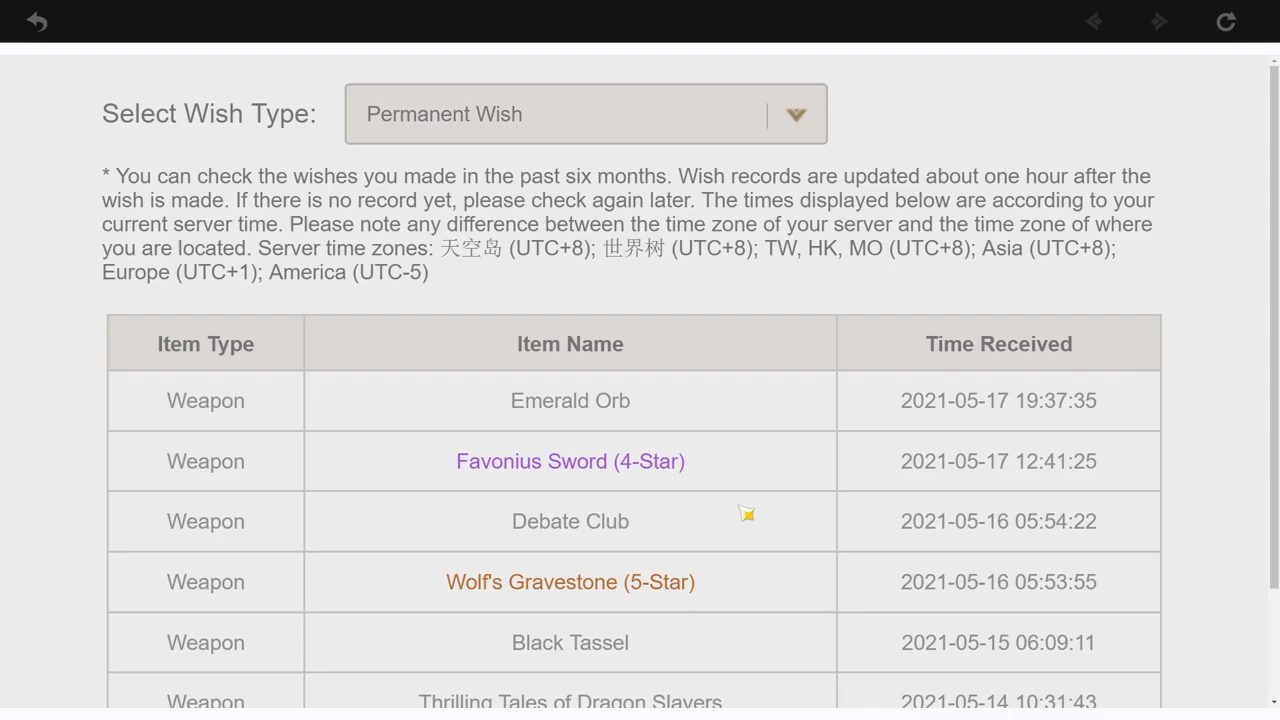 Select Wish Type:
Permanent Wish
* You can check the wishes you made in the past six months. Wish records are updated about one hour after the
wish is made. If there is no record yet, please check again later. The times displayed below are according to your
current server time. Please note any difference between the time zone of your server and the time zone of where
you are located. Server time zones: 天空岛 (UTC+8); 世界树 (UTC+8); TW, HK, MO (UTC+8); Asia (UTC+8);
Europe (UTC+1); America (UTC-5)
Item Type Item Name Time Received
Weapon Emerald Orb 2021-05-17 19:37:35
Weapon Favonius Sword (4-Star) 2021-05-17 12:41:25
Weapon Debate Club 2021-05-16 05:54:22
Weapon Wolf's Gravestone (5-Star) 2021-05-16 05:53:55
Weapon Black Tassel 2021-05-15 06:09:11
Weapon Thrilling Tales of Dragon Slayers 2021-05-14 10:31:43